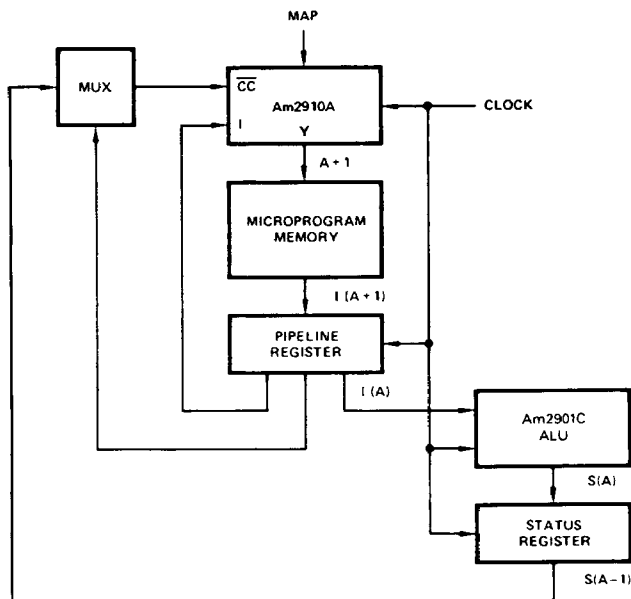 MAP
MUX
CC
Am2910A
I
Y
CLOCK
A + 1
MICROPROGRAM
MEMORY
I (A + 1)
PIPELINE
REGISTER
I (A)
Am2901C
ALU
S(A)
STATUS
REGISTER
S(A-1)